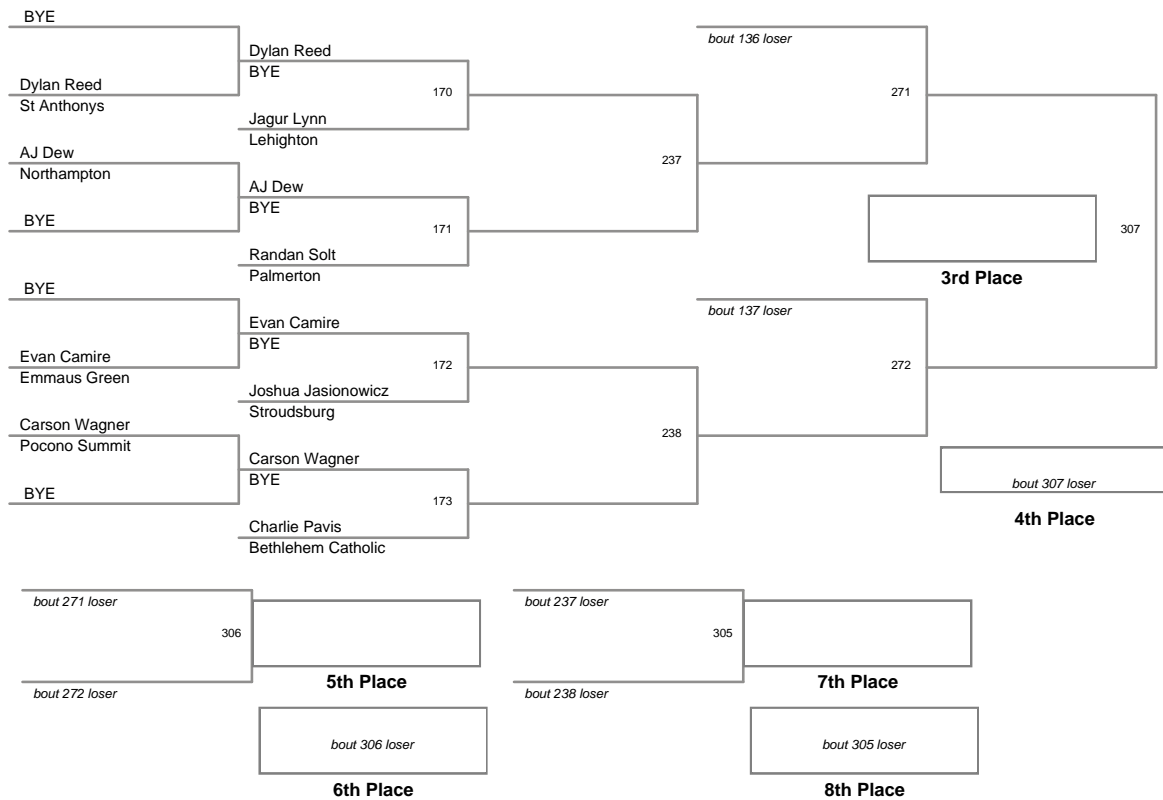 BYE
Dylan Reed
St Anthonys
AJ Dew
Northampton
BYE
BYE
Evan Camire
Emmaus Green
Carson Wagner
Pocono Summit
BYE
Dylan Reed
BYE
170
Jagur Lynn
Lehighton
AJ Dew
BYE
171
Randan Solt
Palmerton
Evan Camire
BYE
172
Joshua Jasionowicz
Stroudsburg
Carson Wagner
BYE
173
Charlie Pavis
Bethlehem Catholic
237
238
bout 136 loser
271
bout 137 loser
272
307
3rd Place
bout 307 loser
4th Place
bout 271 loser
306
bout 272 loser
5th Place
bout 306 loser
6th Place
bout 237 loser
305
bout 238 loser
7th Place
bout 305 loser
8th Place